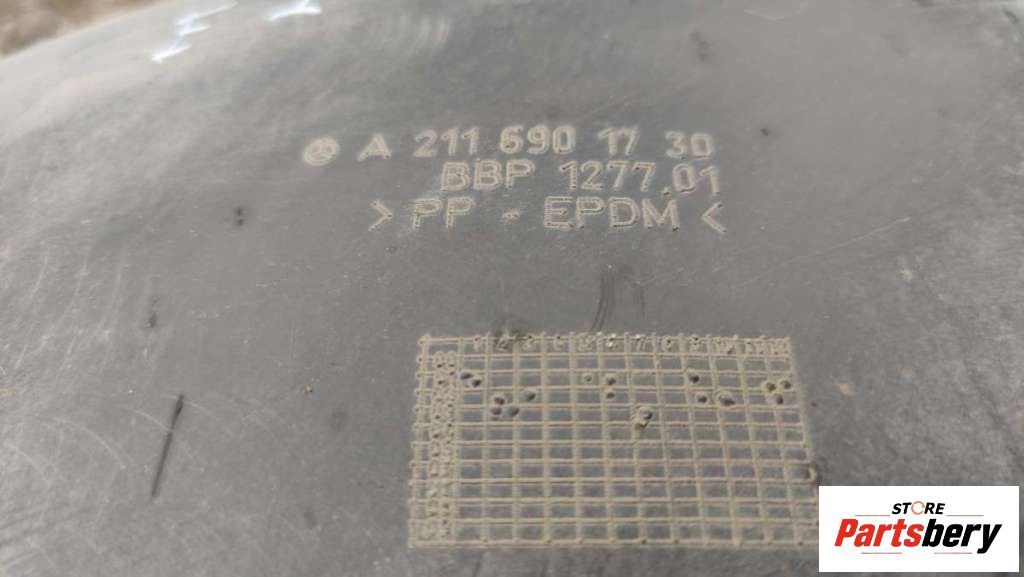 A 211 690 17 30
BBP 1277.01
> PP - EPDM <
STORE
Partsbery